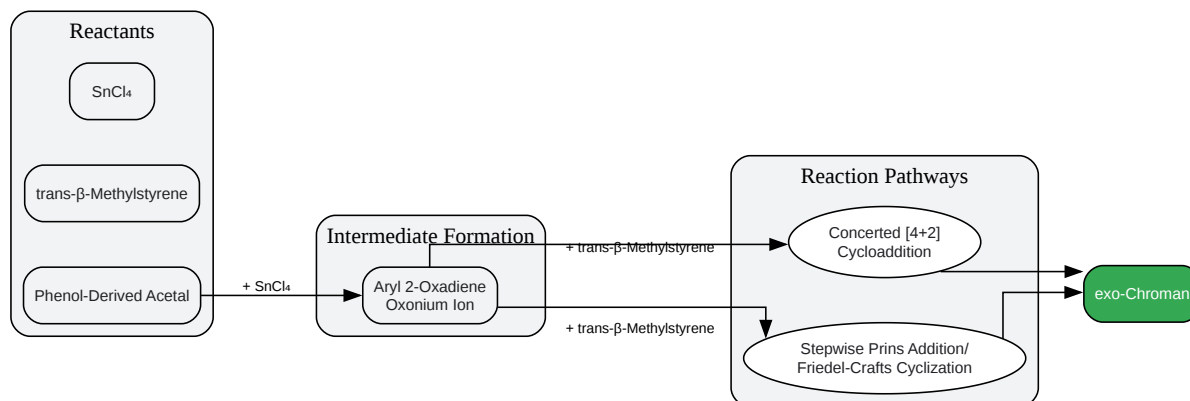 Reactants
SnCl₄
trans-β-Methylstyrene
Phenol-Derived Acetal
+ SnCl₄
Intermediate Formation
Aryl 2-Oxadiene
Oxonium Ion
+ trans-β-Methylstyrene
+ trans-β-Methylstyrene
Reaction Pathways
Concerted [4+2]
Cycloaddition
Stepwise Prins Addition/
Friedel-Crafts Cyclization
exo-Chroman